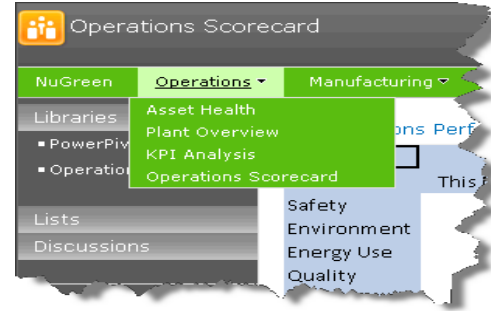 Operations Scorecard
NuGreen Operations Manufacturing
Asset Health
Plant Overview
KPI Analysis
Operations Scorecard
Libraries
Lists
Discussions
This
Safety
Environment
Energy Use
Quality